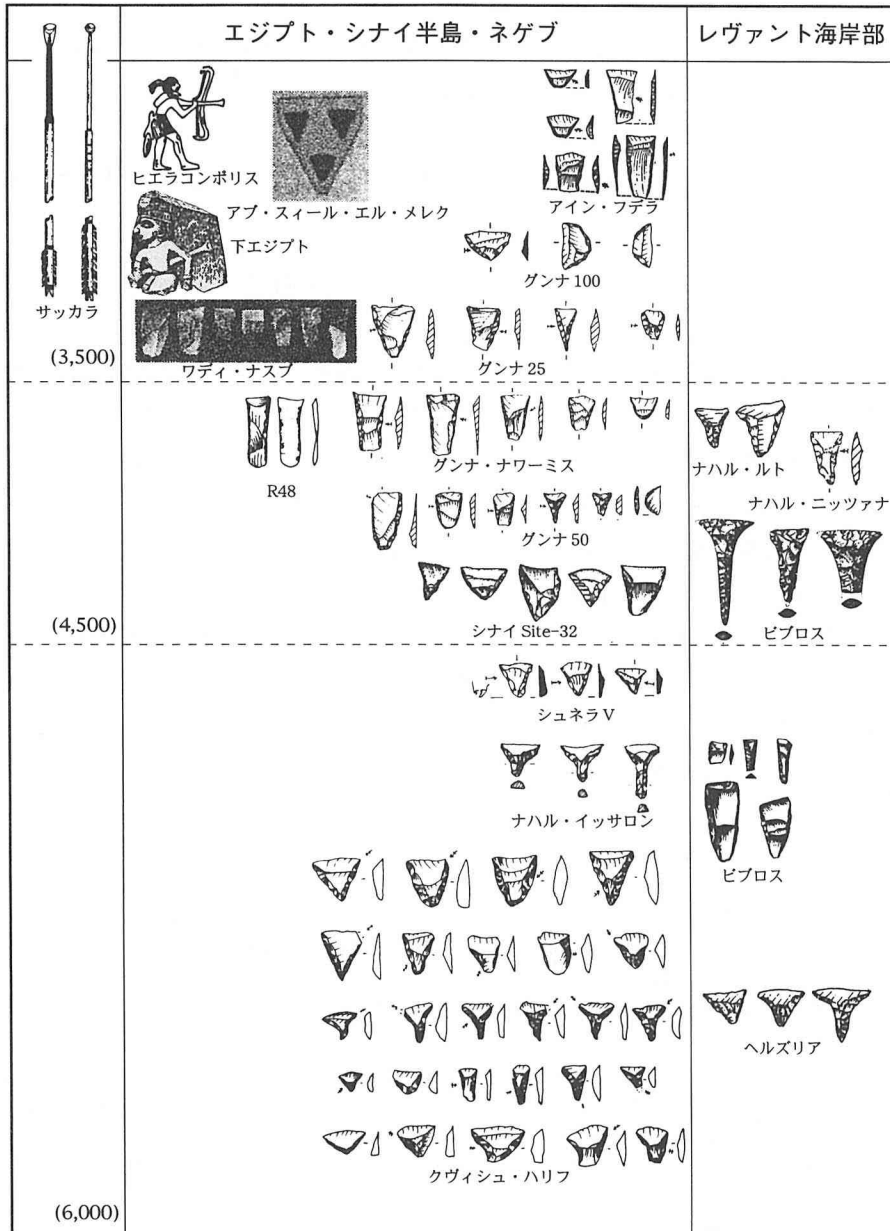 エジプト・シナイ半島・ネゲブ
レヴァント海岸部
ヒエラコンポリス
アブ・スィール・エル・メレク
アイン・フデラ
下エジプト
グンナ 100
サッカラ
(3,500)
ワディ・ナスブ
グンナ 25
グンナ・ナワーミス
ナハル・ルト
R48
ナハル・ニッツァナ
グンナ 50
(4,500)
シナイ Site-32
ビブロス
シュネラ V
ナハル・イッサロン
ビブロス
ヘルズリア
クヴィシュ・ハリフ
(6,000)